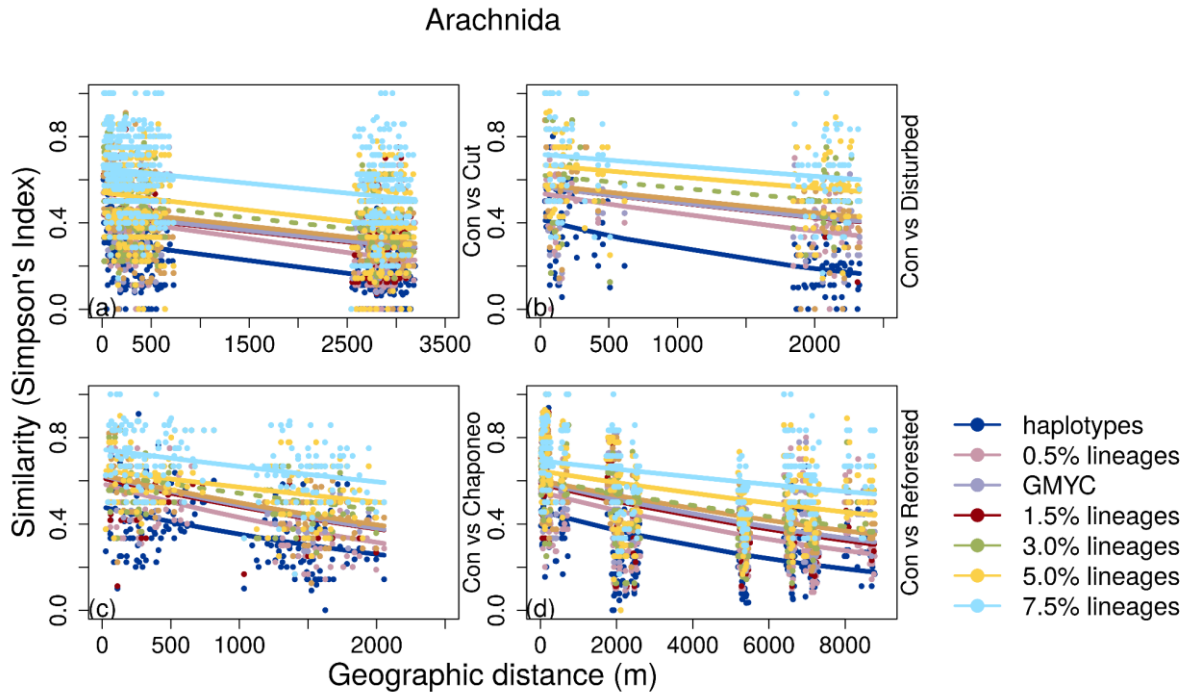 Arachnida
Similarity (Simpson's Index)
0.0 0.4 0.8
(a)
0 500 1500 2500 3500
Con vs Cut
(b)
0 500 1000 2000
Con vs Disturbed
0.0 0.4 0.8
(c)
0 500 1000 2000
Con vs Chaponeo
0.0 0.4 0.8
(d)
0 2000 4000 6000 8000
Con vs Reforested
0.0 0.4 0.8
Geographic distance (m)
haplotypes
0.5% lineages
GMYC
1.5% lineages
3.0% lineages
5.0% lineages
7.5% lineages